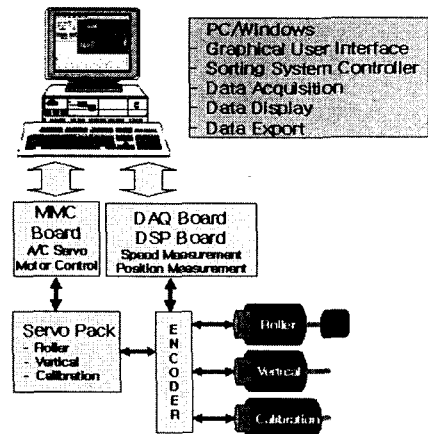 PC/Windows
- Graphical User Interface
- Sorting System Controller
- Data Acquisition
- Data Display
- Data Export
MMC
Board
A/C Servo
Motor Control
DAQ Board
DSP Board
Speed Measurement
Position Measurement
Servo Pack
- Roller
- Vertical
- Calibration
ENCODER
Roller
Vertical
Calibration